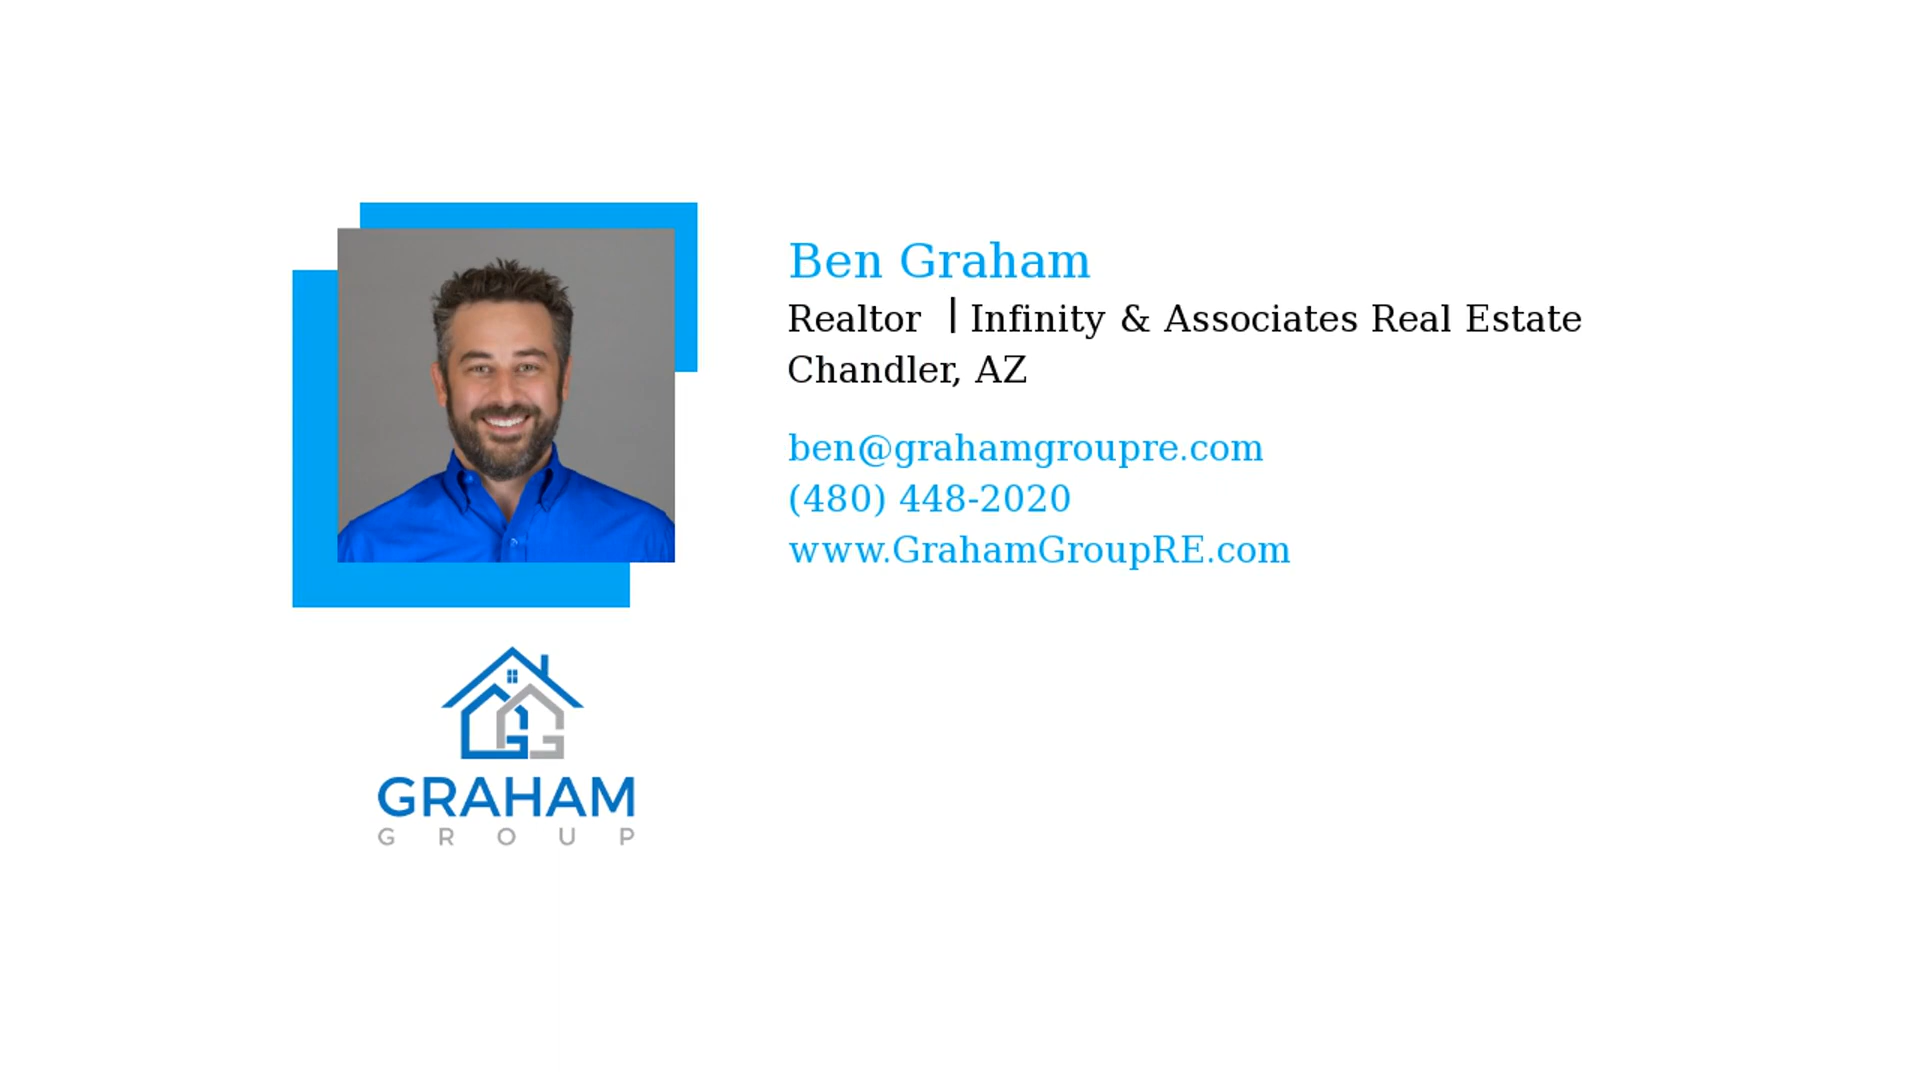 Ben Graham
Realtor | Infinity & Associates Real Estate
Chandler, AZ
ben@grahamgroupre.com
(480) 448-2020
www.GrahamGroupRE.com
GRAHAM
GROUP